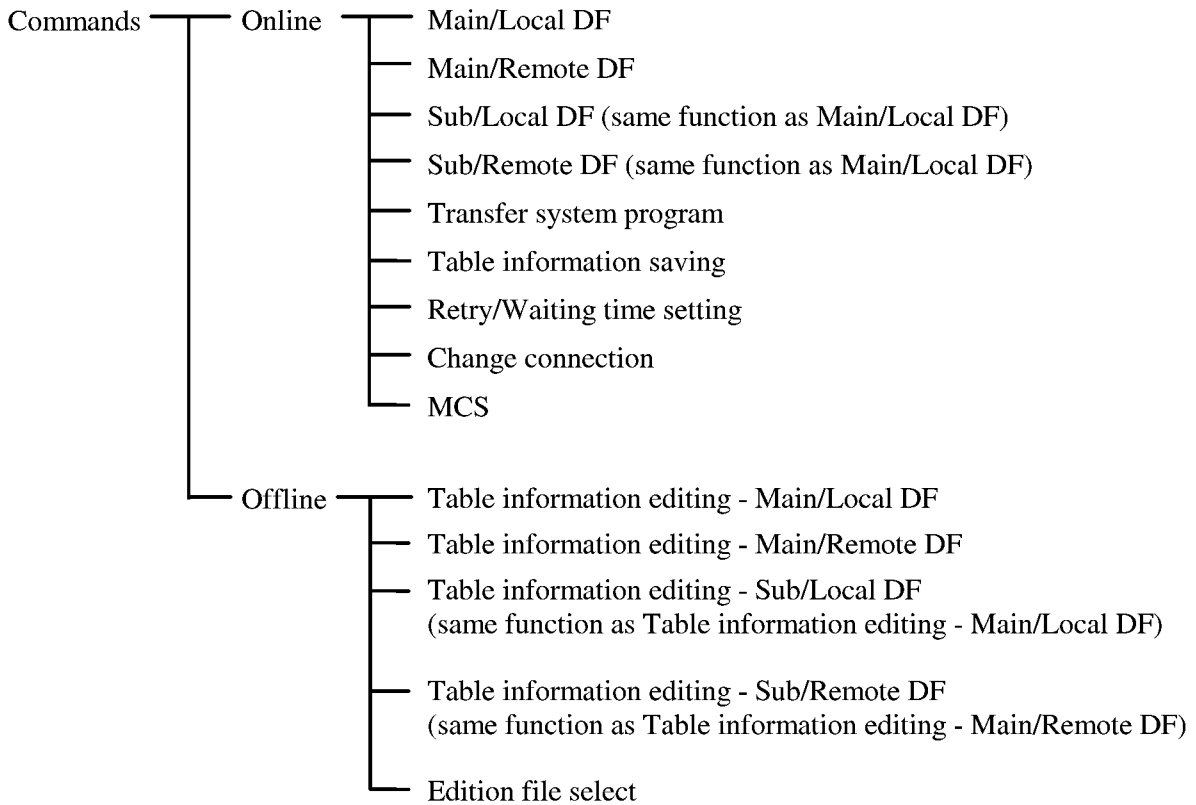 Commands
Online
Main/Local DF
Main/Remote DF
Sub/Local DF (same function as Main/Local DF)
Sub/Remote DF (same function as Main/Local DF)
Transfer system program
Table information saving
Retry/Waiting time setting
Change connection
MCS
Offline
Table information editing - Main/Local DF
Table information editing - Main/Remote DF
Table information editing - Sub/Local DF
(same function as Table information editing - Main/Local DF)
Table information editing - Sub/Remote DF
(same function as Table information editing - Main/Remote DF)
Edition file select